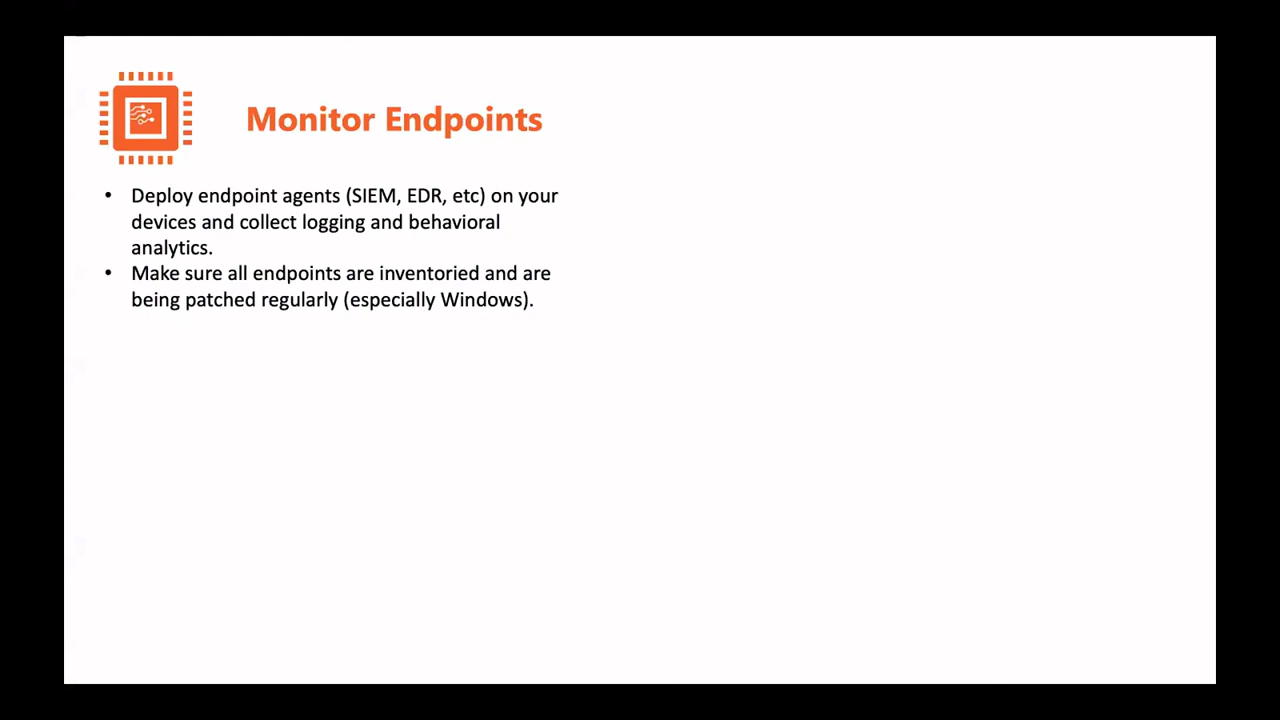 Monitor Endpoints
• Deploy endpoint agents (SIEM, EDR, etc) on your
devices and collect logging and behavioral
analytics.
• Make sure all endpoints are inventoried and are
being patched regularly (especially Windows).